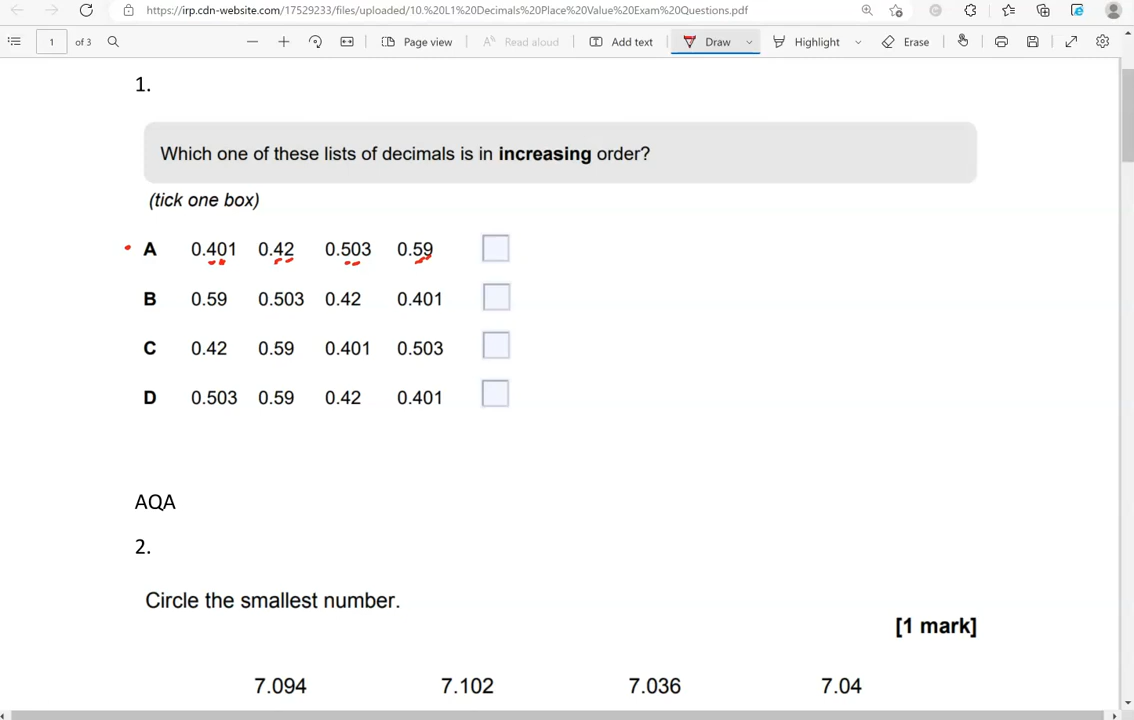 https://irp.cdn-website.com/17529233/files/uploaded/10.%20L1%20Decimals%20Place%20Value%20Exam%20Questions.pdf
1 of 3 Page view Read aloud Add text Draw Highlight Erase
1.
Which one of these lists of decimals is in increasing order?
(tick one box)
A 0.401 0.42 0.503 0.59
B 0.59 0.503 0.42 0.401
C 0.42 0.59 0.401 0.503
D 0.503 0.59 0.42 0.401
AQA
2.
Circle the smallest number.
[1 mark]
7.094 7.102 7.036 7.04